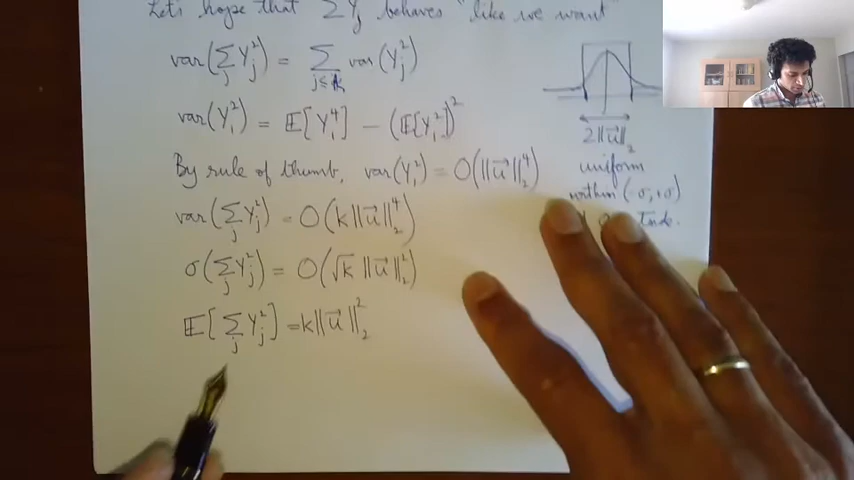 Let's hope that ∑_j Y_j² behaves "like we want"
var(∑_j Y_j²) = ∑_{j≤k} var(Y_j²)
var(Y_1²) = 𝔼[Y_1⁴] − (𝔼[Y_1²])²
By rule of thumb, var(Y_1²) = O(‖u⃗‖₂⁴)
var(∑_j Y_j²) = O(k‖u⃗‖₂⁴)
σ(∑_j Y_j²) = O(√k ‖u⃗‖₂²)
𝔼[∑_j Y_j²] = k‖u⃗‖₂²
2‖u⃗‖₂
uniform
within (-σ,+σ)